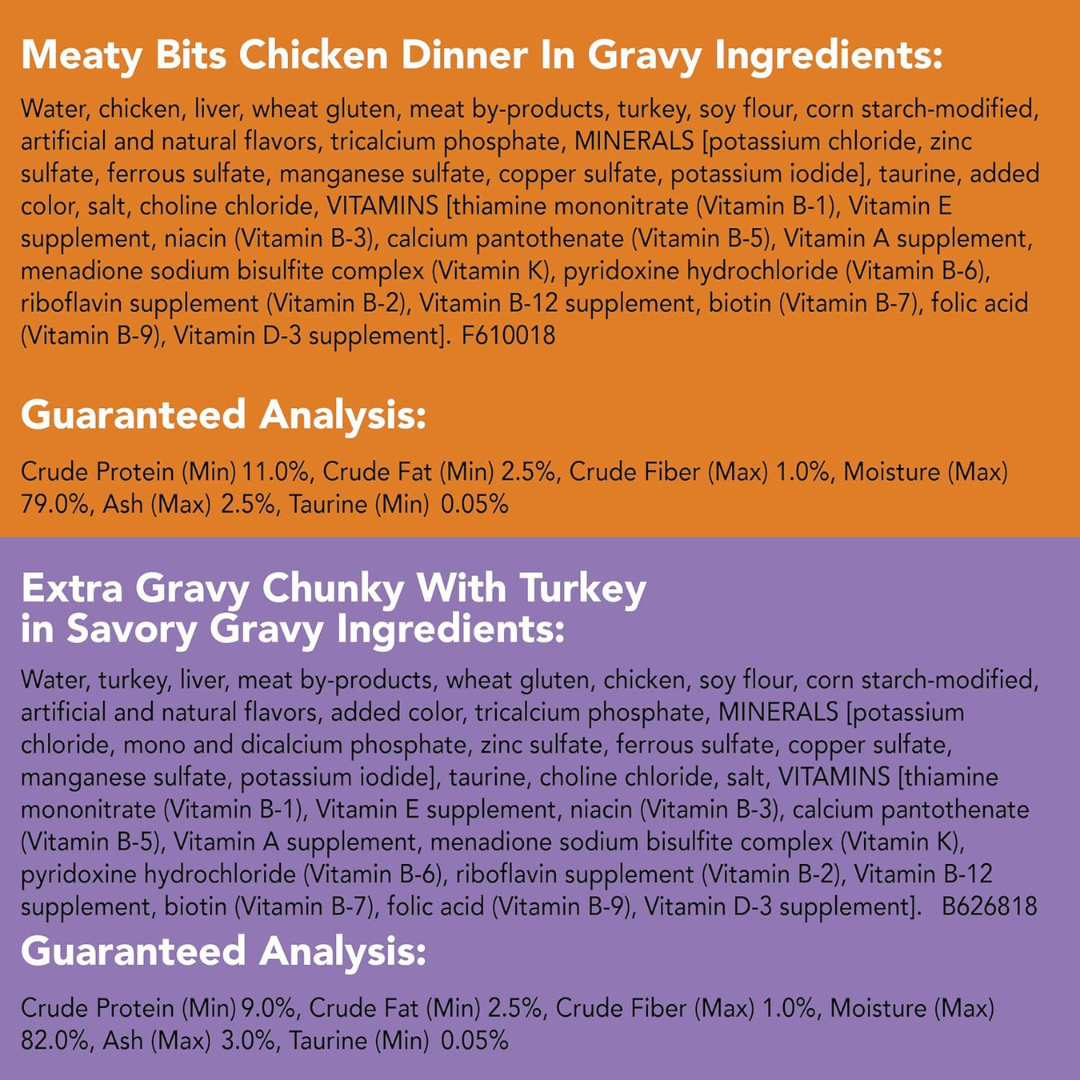 Meaty Bits Chicken Dinner In Gravy Ingredients:
Water, chicken, liver, wheat gluten, meat by-products, turkey, soy flour, corn starch-modified,
artificial and natural flavors, tricalcium phosphate, MINERALS [potassium chloride, zinc
sulfate, ferrous sulfate, manganese sulfate, copper sulfate, potassium iodide], taurine, added
color, salt, choline chloride, VITAMINS [thiamine mononitrate (Vitamin B-1), Vitamin E
supplement, niacin (Vitamin B-3), calcium pantothenate (Vitamin B-5), Vitamin A supplement,
menadione sodium bisulfite complex (Vitamin K), pyridoxine hydrochloride (Vitamin B-6),
riboflavin supplement (Vitamin B-2), Vitamin B-12 supplement, biotin (Vitamin B-7), folic acid
(Vitamin B-9), Vitamin D-3 supplement]. F610018
Guaranteed Analysis:
Crude Protein (Min) 11.0%, Crude Fat (Min) 2.5%, Crude Fiber (Max) 1.0%, Moisture (Max)
79.0%, Ash (Max) 2.5%, Taurine (Min) 0.05%
Extra Gravy Chunky With Turkey
in Savory Gravy Ingredients:
Water, turkey, liver, meat by-products, wheat gluten, chicken, soy flour, corn starch-modified,
artificial and natural flavors, added color, tricalcium phosphate, MINERALS [potassium
chloride, mono and dicalcium phosphate, zinc sulfate, ferrous sulfate, copper sulfate,
manganese sulfate, potassium iodide], taurine, choline chloride, salt, VITAMINS [thiamine
mononitrate (Vitamin B-1), Vitamin E supplement, niacin (Vitamin B-3), calcium pantothenate
(Vitamin B-5), Vitamin A supplement, menadione sodium bisulfite complex (Vitamin K),
pyridoxine hydrochloride (Vitamin B-6), riboflavin supplement (Vitamin B-2), Vitamin B-12
supplement, biotin (Vitamin B-7), folic acid (Vitamin B-9), Vitamin D-3 supplement]. B626818
Guaranteed Analysis:
Crude Protein (Min) 9.0%, Crude Fat (Min) 2.5%, Crude Fiber (Max) 1.0%, Moisture (Max)
82.0%, Ash (Max) 3.0%, Taurine (Min) 0.05%